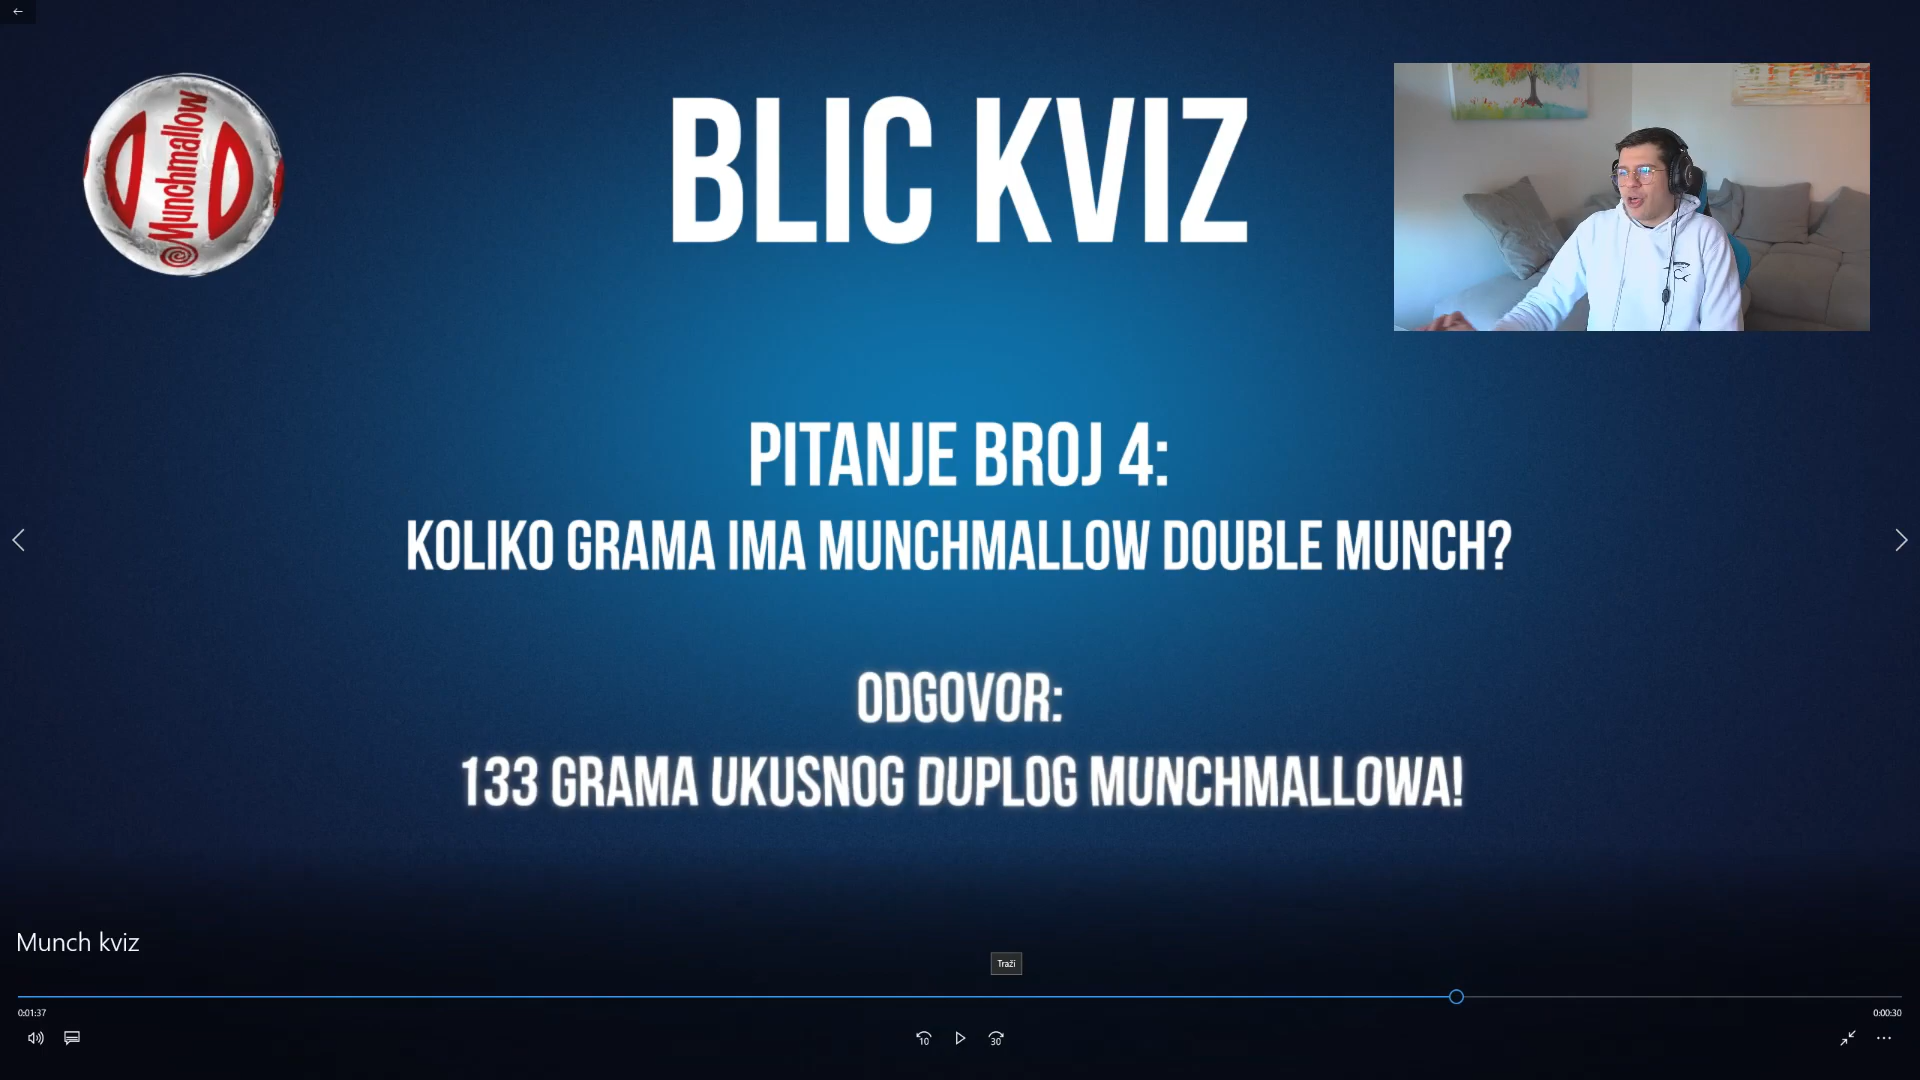 Munchmallow
BLIC KVIZ
PITANJE BROJ 4:
KOLIKO GRAMA IMA MUNCHMALLOW DOUBLE MUNCH?
ODGOVOR:
133 GRAMA UKUSNOG DUPLOG MUNCHMALLOWA!
Munch kviz
Traži
0:01:37
0:00:30
10
30